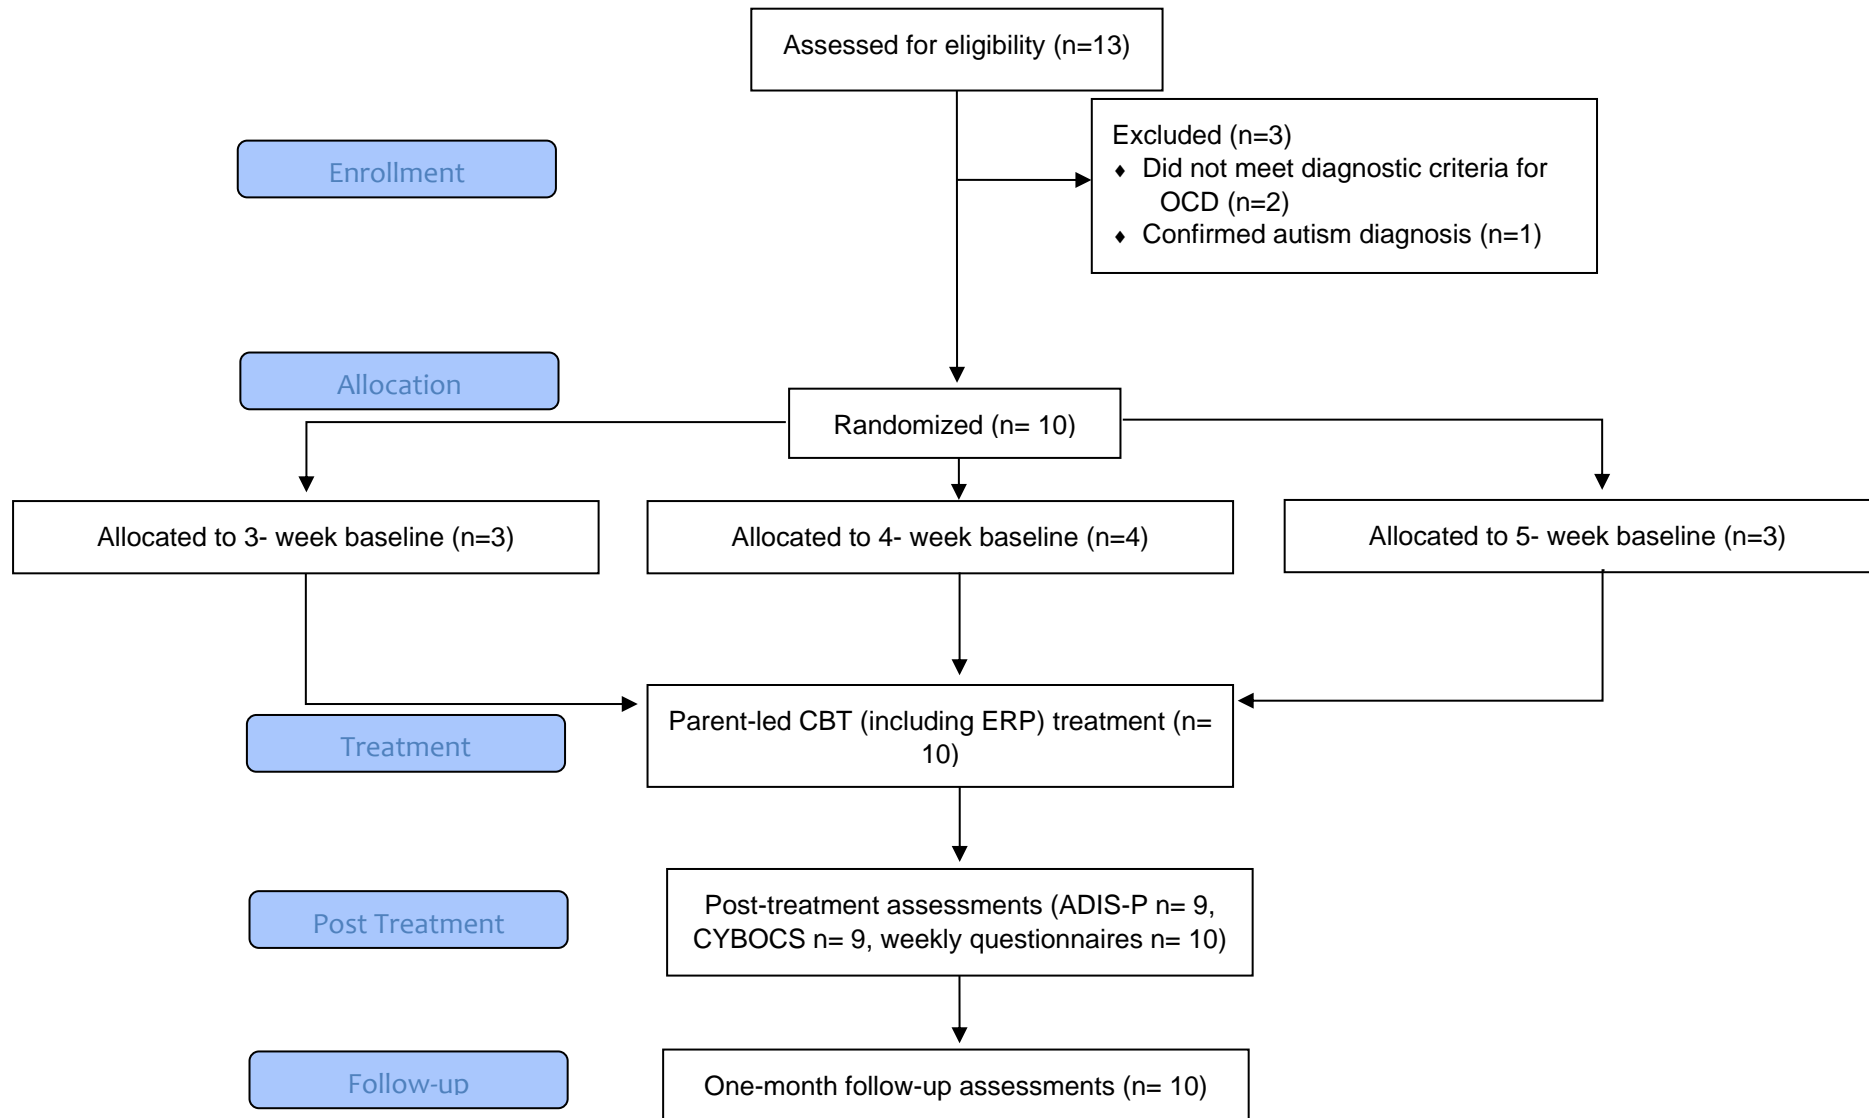 Assessed for eligibility (n=13)
Excluded (n=3)
♦ Did not meet diagnostic criteria for
OCD (n=2)
♦ Confirmed autism diagnosis (n=1)
Enrollment
Allocation
Randomized (n= 10)
Allocated to 3- week baseline (n=3)
Allocated to 4- week baseline (n=4)
Allocated to 5- week baseline (n=3)
Parent-led CBT (including ERP) treatment (n=
10)
Treatment
Post-treatment assessments (ADIS-P n= 9,
CYBOCS n= 9, weekly questionnaires n= 10)
Post Treatment
One-month follow-up assessments (n= 10)
Follow-up